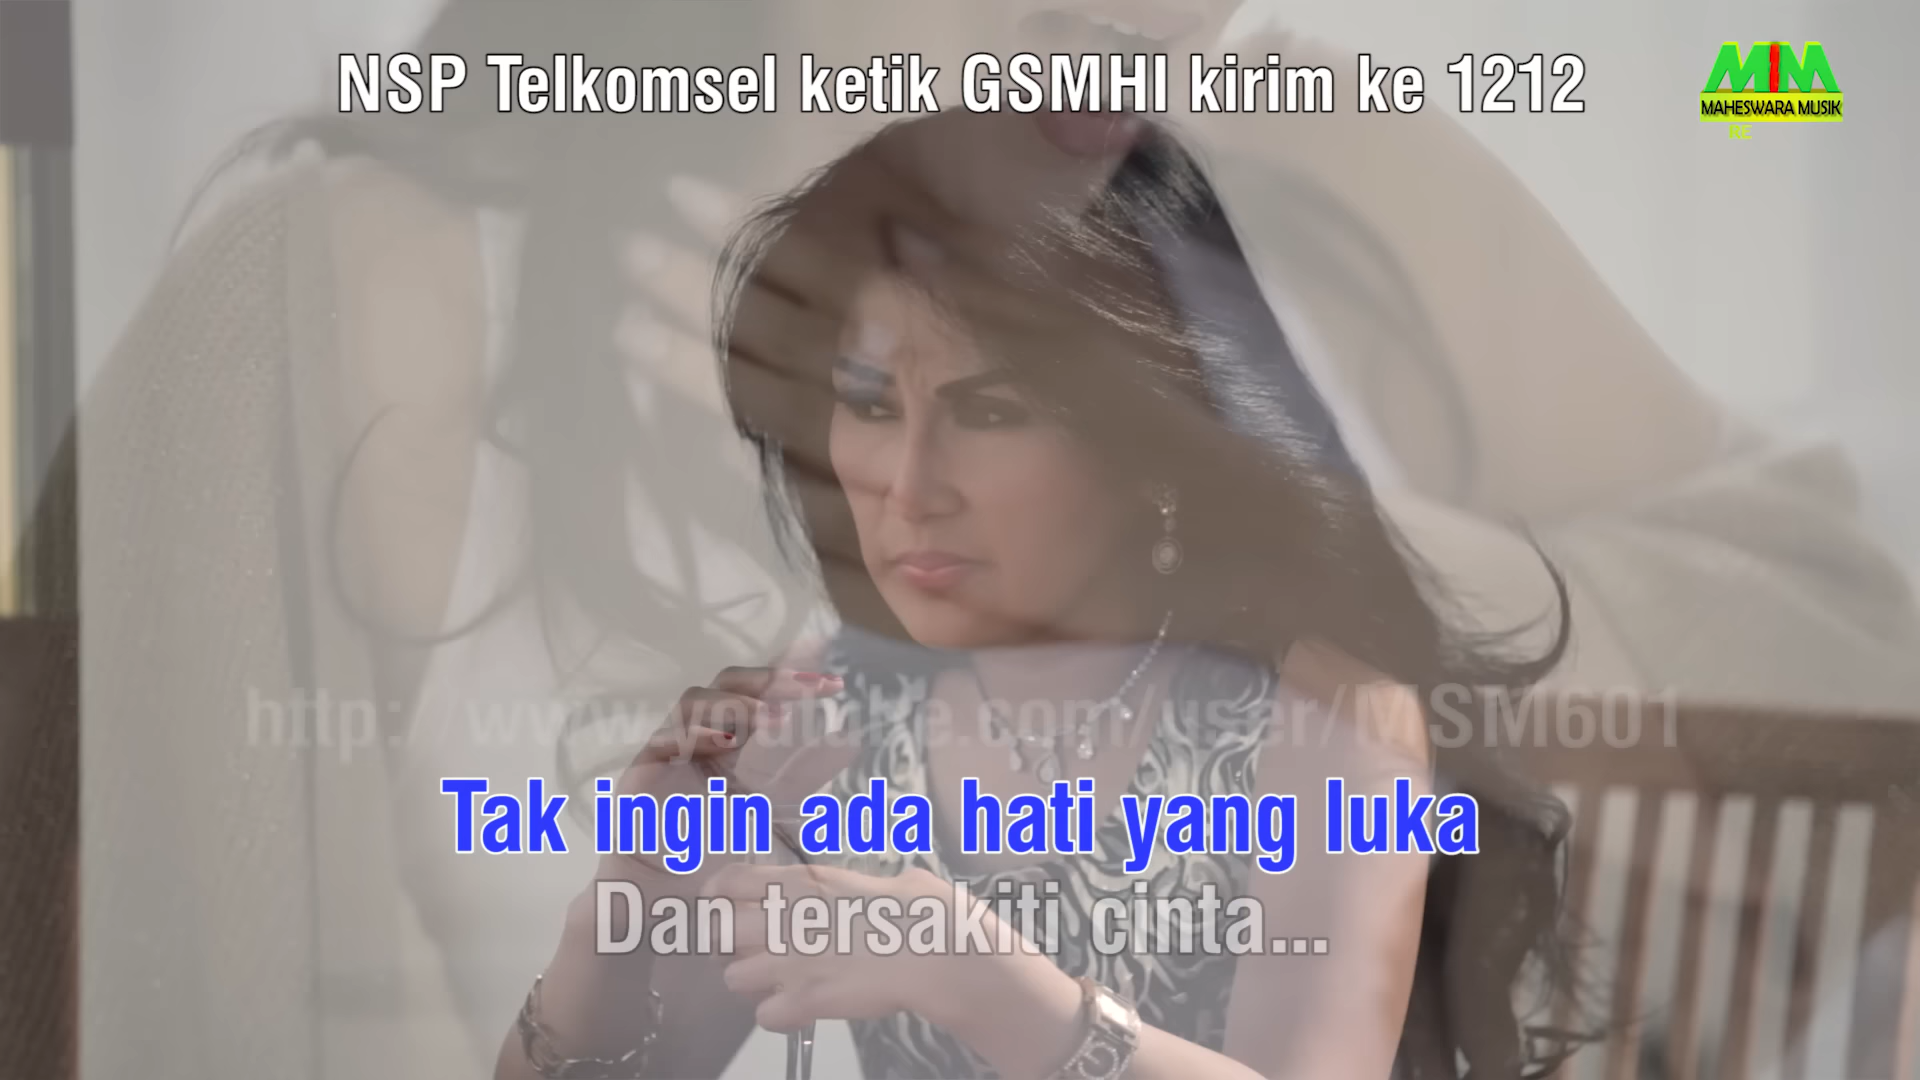 NSP Telkomsel ketik GSMHI kirim ke 1212
MAHESWARA MUSIK
RE
http://www.youtube.com/user/MSM601
Tak ingin ada hati yang luka
Dan tersakiti cinta...